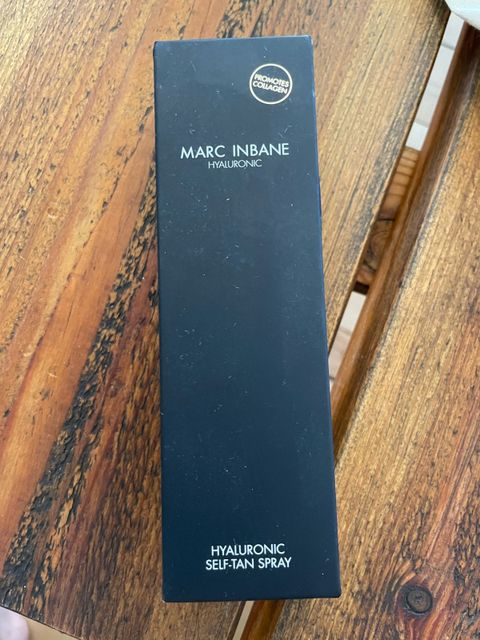 PROMOTES
COLLAGEN
MARC INBANE
HYALURONIC
HYALURONIC
SELF-TAN SPRAY